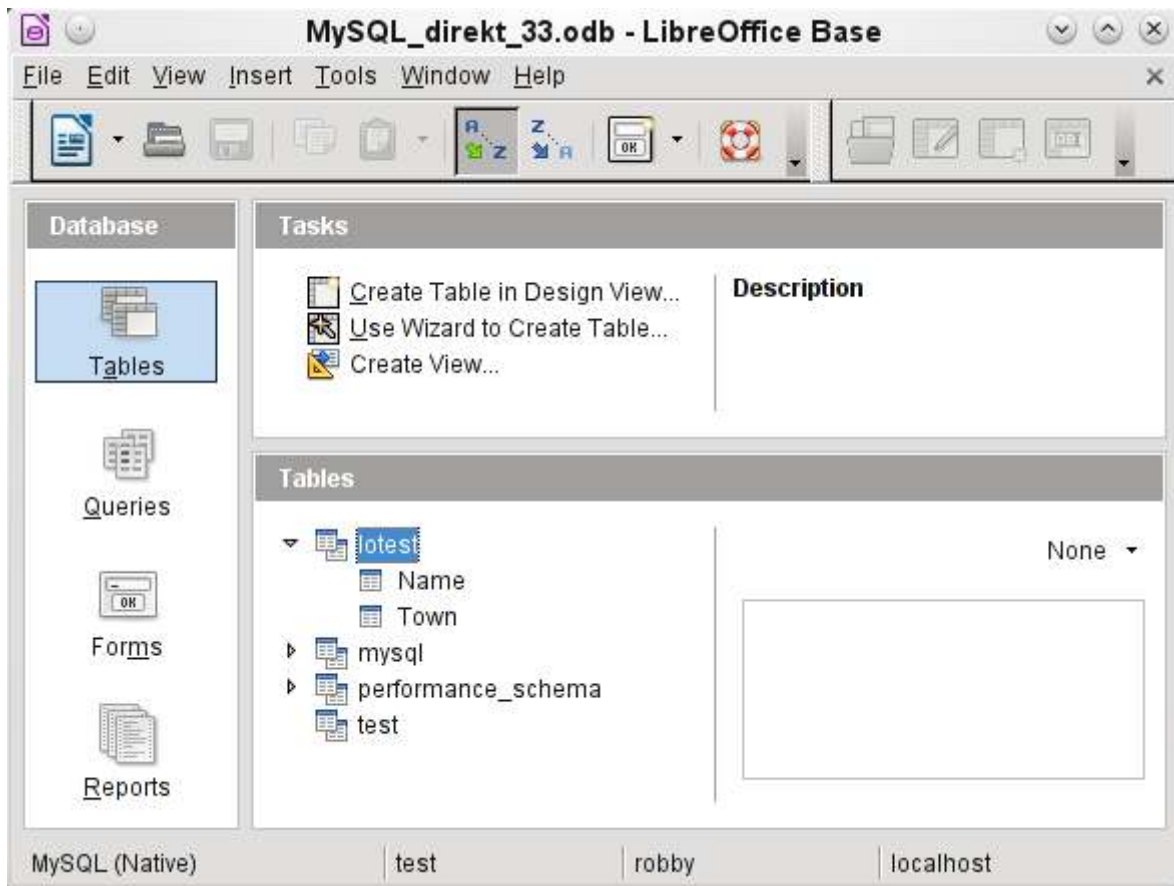 MySQL_direkt_33.odb - LibreOffice Base
File Edit View Insert Tools Window Help
Database
Tables
Queries
Forms
Reports
Tasks
Create Table in Design View...
Use Wizard to Create Table...
Create View...
Description
Tables
lotest
Name
Town
mysql
performance_schema
test
None
MySQL (Native) test robby localhost